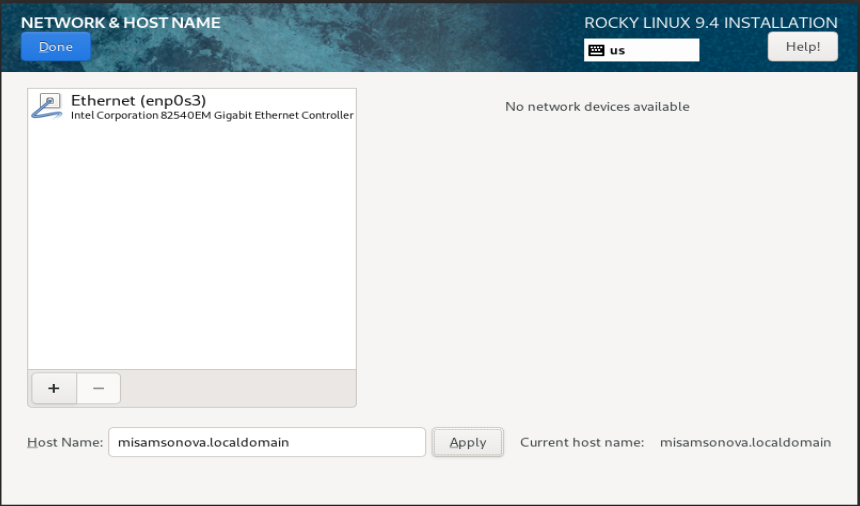 NETWORK & HOST NAME
ROCKY LINUX 9.4 INSTALLATION
Done
us
Help!
Ethernet (enp0s3)
Intel Corporation 82540EM Gigabit Ethernet Controller
No network devices available
+ −
Host Name: misamsonova.localdomain Apply Current host name: misamsonova.localdomain